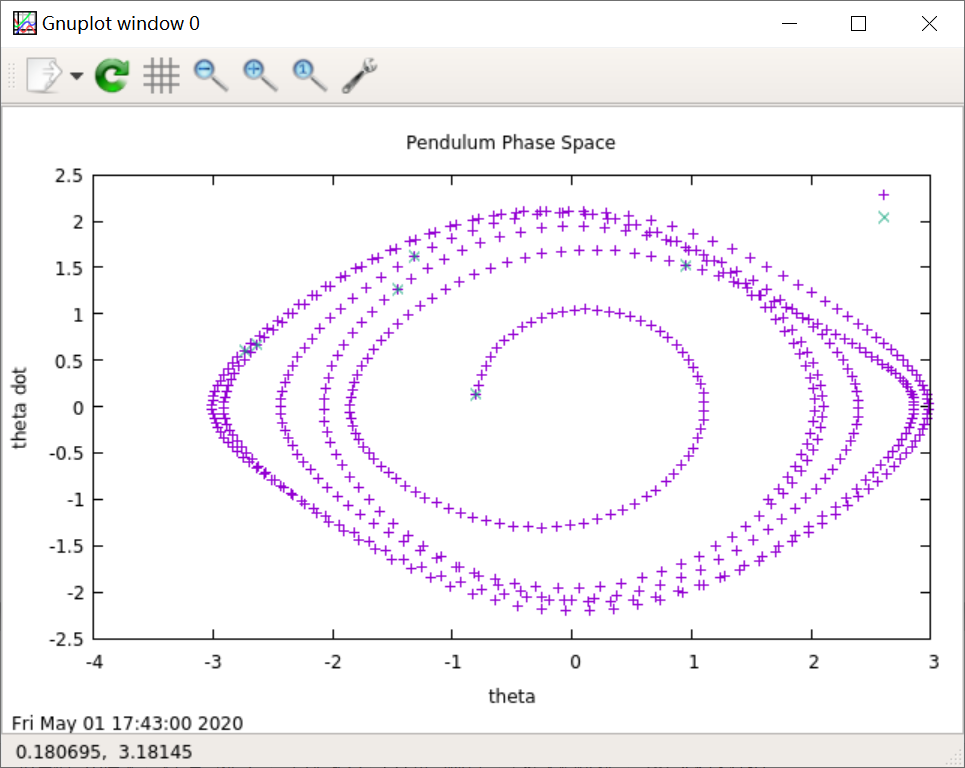 Gnuplot window 0
1
Pendulum Phase Space
2.5
2
1.5
1
0.5
0
-0.5
-1
-1.5
-2
-2.5
theta dot
-4 -3 -2 -1 0 1 2 3
theta
Fri May 01 17:43:00 2020
0.180695, 3.18145